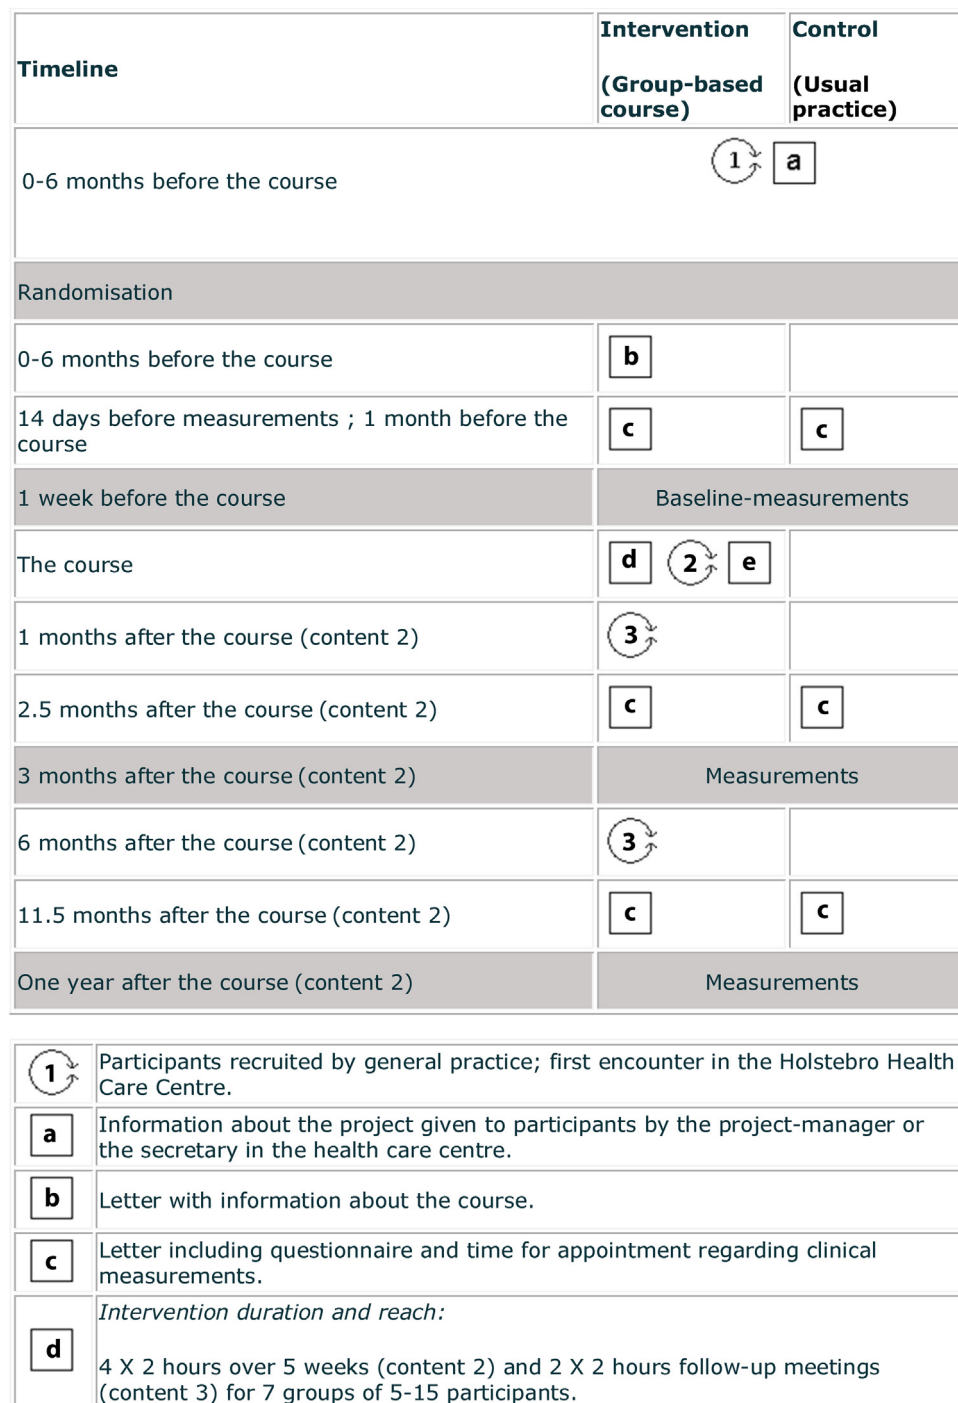 Timeline
Intervention
(Group-based
course)
Control
(Usual
practice)
0-6 months before the course
1 a
Randomisation
0-6 months before the course
b
14 days before measurements ; 1 month before the
course
c c
1 week before the course Baseline-measurements
The course
d 2 e
1 months after the course (content 2)
3
2.5 months after the course (content 2)
c c
3 months after the course (content 2) Measurements
6 months after the course (content 2)
3
11.5 months after the course (content 2)
c c
One year after the course (content 2) Measurements
1
Participants recruited by general practice; first encounter in the Holstebro Health
Care Centre.
a
Information about the project given to participants by the project-manager or
the secretary in the health care centre.
b
Letter with information about the course.
c
Letter including questionnaire and time for appointment regarding clinical
measurements.
d
Intervention duration and reach:
4 X 2 hours over 5 weeks (content 2) and 2 X 2 hours follow-up meetings
(content 3) for 7 groups of 5-15 participants.